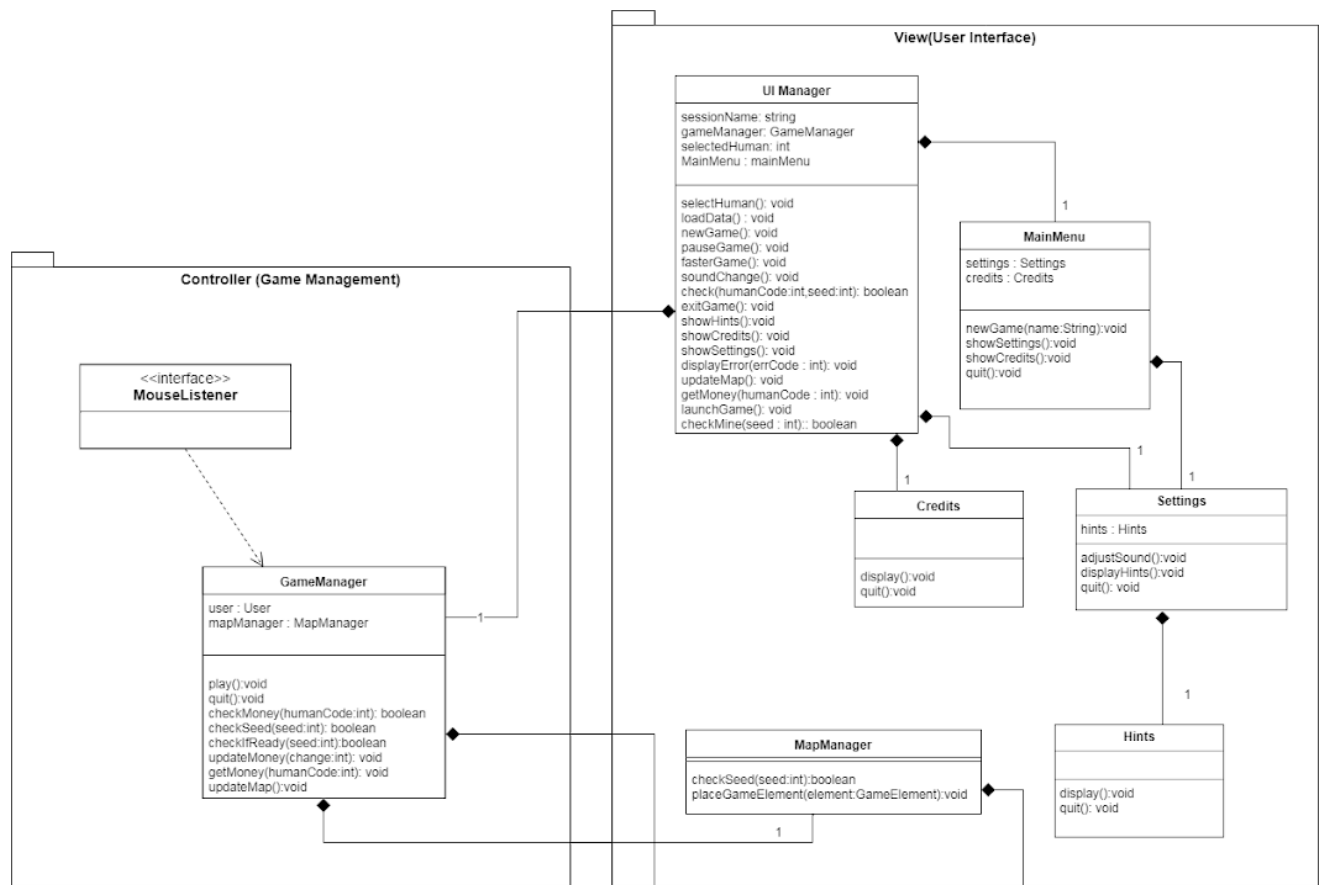 View(User Interface)
UI Manager
sessionName: string
gameManager: GameManager
selectedHuman: int
MainMenu : mainMenu
selectHuman(): void
loadData() : void
newGame(): void
pauseGame(): void
fasterGame(): void
soundChange(): void
check(humanCode:int,seed:int): boolean
exitGame(): void
showHints():void
showCredits(): void
showSettings(): void
displayError(errCode : int): void
updateMap(): void
getMoney(humanCode : int): void
launchGame(): void
checkMine(seed : int):: boolean
1
MainMenu
settings : Settings
credits : Credits
newGame(name:String):void
showSettings():void
showCredits():void
quit():void
Controller (Game Management)
<<interface>>
MouseListener
1
1
1
Credits
display():void
quit():void
Settings
hints : Hints
adjustSound():void
displayHints():void
quit(): void
GameManager
user : User
mapManager : MapManager
play():void
quit():void
checkMoney(humanCode:int): boolean
checkSeed(seed:int): boolean
checkIfReady(seed:int):boolean
updateMoney(change:int): void
getMoney(humanCode:int): void
updateMap():void
1
1
MapManager
checkSeed(seed:int):boolean
placeGameElement(element:GameElement):void
1
Hints
display():void
quit(): void